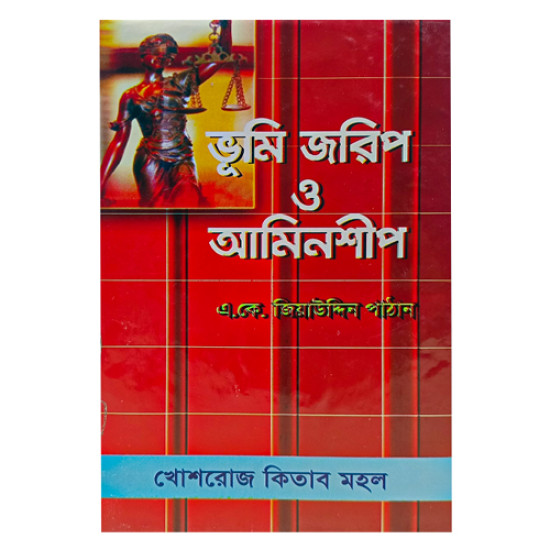 ভূমি জরিপ
ও
আমিনশীপ
এ.কে. জিয়াউদ্দিন পাঠান
খোশরোজ কিতাব মহল